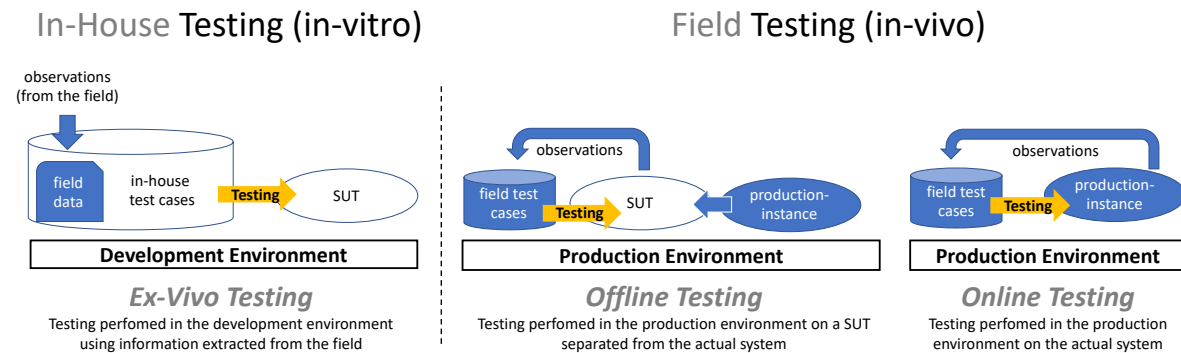 In-House Testing (in-vitro)
observations
(from the field)
field
data
in-house
test cases
Testing
SUT
Development Environment
Ex-Vivo Testing
Testing perfomed in the development environment
using information extracted from the field
Field Testing (in-vivo)
observations
field test
cases
Testing
SUT
production-
instance
Production Environment
Offline Testing
Testing perfomed in the production environment on a SUT
separated from the actual system
observations
field test
cases
Testing
production-
instance
Production Environment
Online Testing
Testing perfomed in the production
environment on the actual system